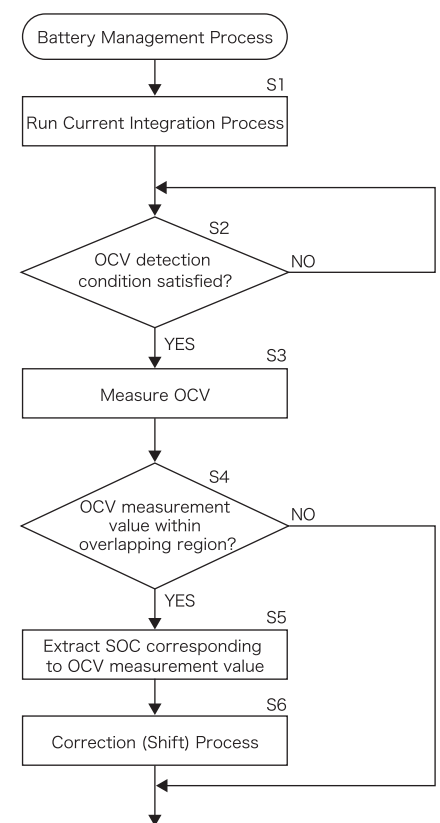 Battery Management Process
S1
Run Current Integration Process
S2
OCV detection
condition satisfied?
NO
YES
S3
Measure OCV
S4
OCV measurement
value within
overlapping region?
NO
YES
S5
Extract SOC corresponding
to OCV measurement value
S6
Correction (Shift) Process